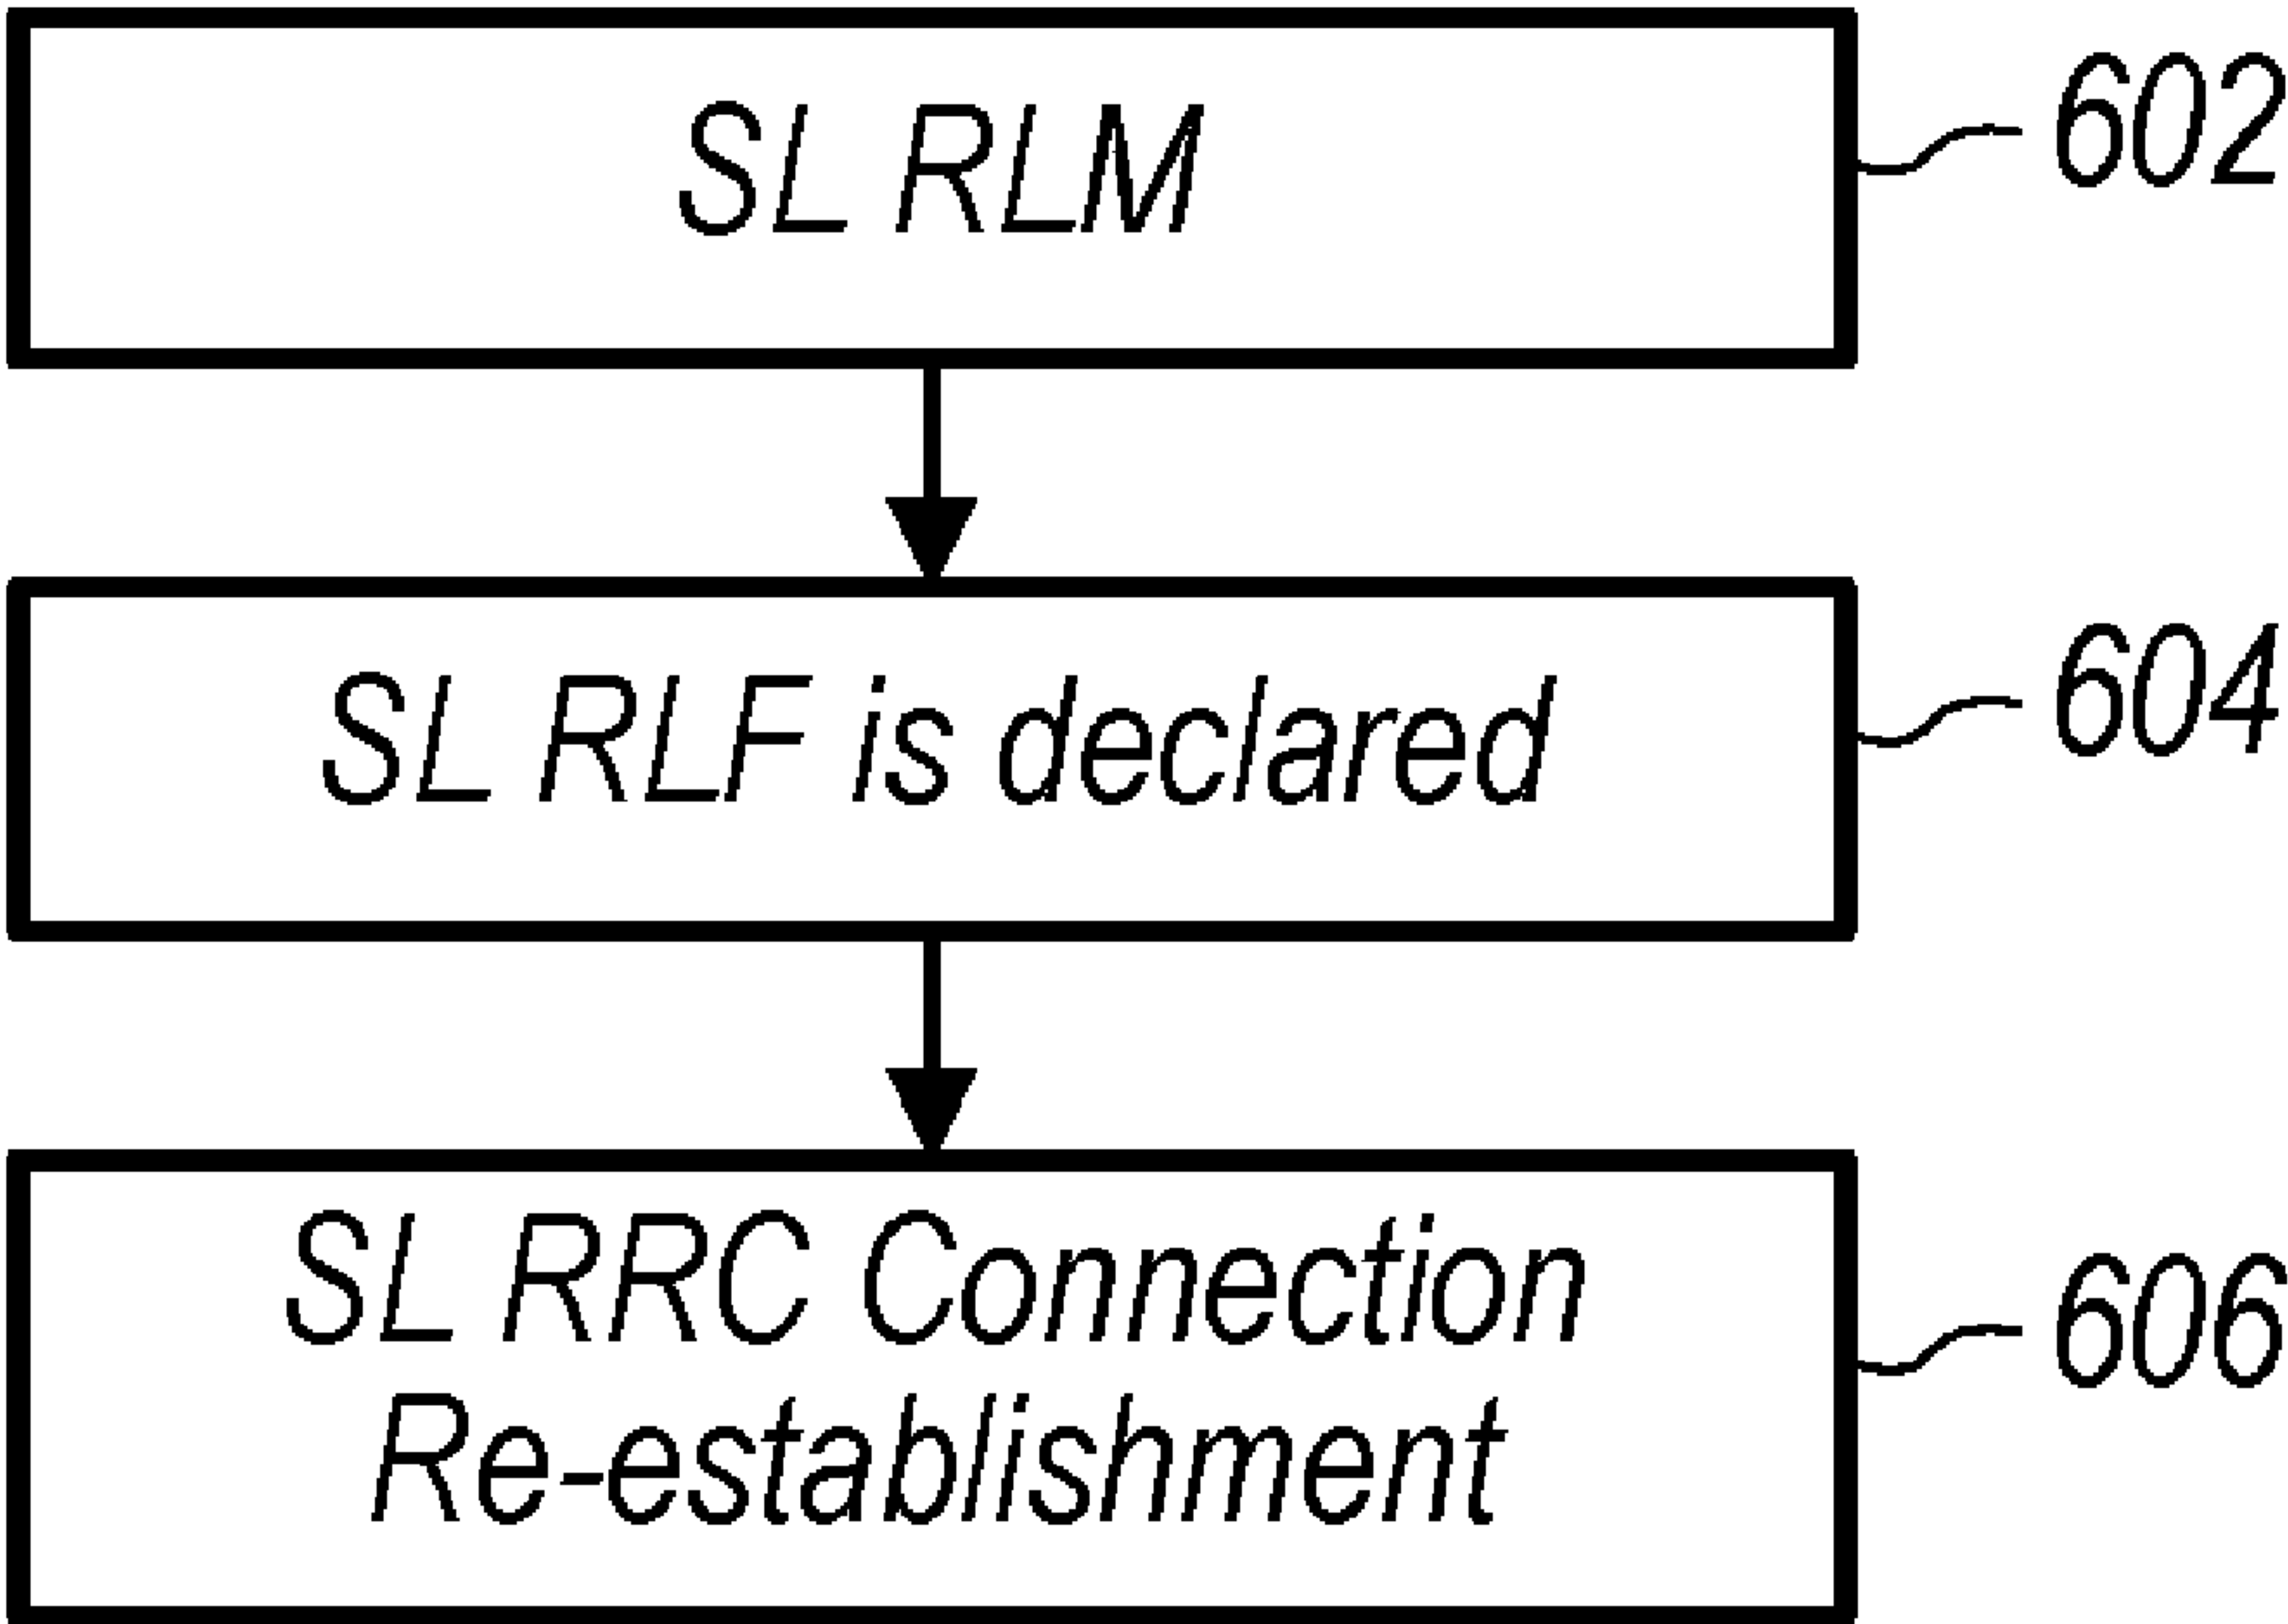 SL RLM
602
SL RLF is declared
604
SL RRC Connection
Re-establishment
606